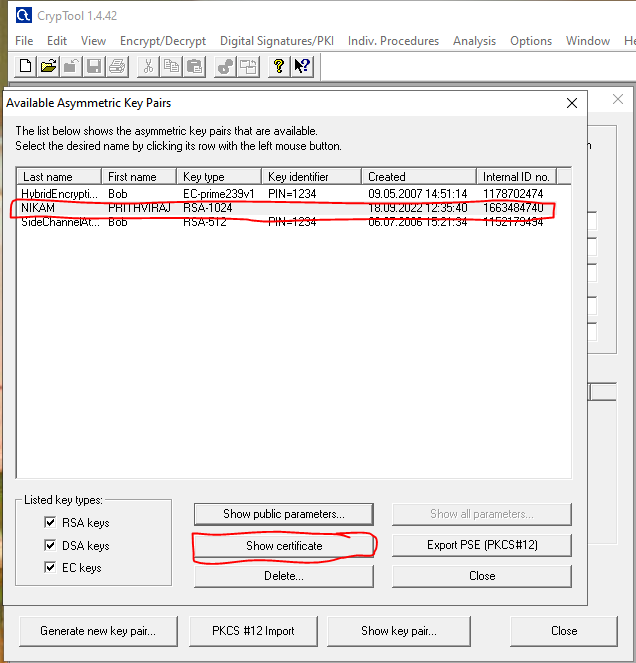 CrypTool 1.4.42
File Edit View Encrypt/Decrypt Digital Signatures/PKI Indiv. Procedures Analysis Options Window He
Available Asymmetric Key Pairs
The list below shows the asymmetric key pairs that are available.
Select the desired name by clicking its row with the left mouse button.
Last name First name Key type Key identifier Created Internal ID no.
HybridEncrypti... Bob EC-prime239v1 PIN=1234 09.05.2007 14:51:14 1178702474
NIKAM PRITHVIRAJ RSA-1024 18.09.2022 12:35:40 1663484740
SideChannelAt... Bob RSA-512 PIN=1234 06.07.2006 15:21:34 1152179494
Listed key types:
RSA keys
DSA keys
EC keys
Show public parameters...
Show all parameters...
Show certificate
Export PSE (PKCS#12)
Delete...
Close
Generate new key pair...
PKCS #12 Import
Show key pair...
Close